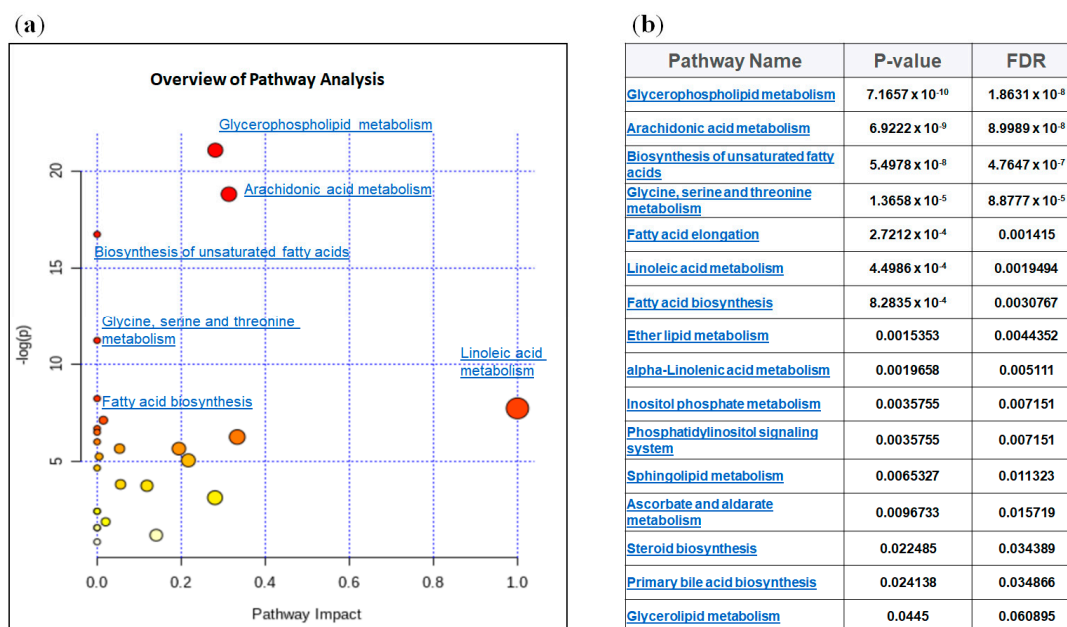 (a)
Overview of Pathway Analysis
Glycerophospholipid metabolism
Arachidonic acid metabolism
Biosynthesis of unsaturated fatty acids
Glycine, serine and threonine
metabolism
Linoleic acid
metabolism
Fatty acid biosynthesis
-log(p)
20
15
10
5
0.0 0.2 0.4 0.6 0.8 1.0
Pathway Impact
(b)
Pathway Name P-value FDR
Glycerophospholipid metabolism 7.1657 x 10⁻¹⁰ 1.8631 x 10⁻⁸
Arachidonic acid metabolism 6.9222 x 10⁻⁹ 8.9989 x 10⁻⁸
Biosynthesis of unsaturated fatty
acids 5.4978 x 10⁻⁸ 4.7647 x 10⁻⁷
Glycine, serine and threonine
metabolism 1.3658 x 10⁻⁵ 8.8777 x 10⁻⁵
Fatty acid elongation 2.7212 x 10⁻⁴ 0.001415
Linoleic acid metabolism 4.4986 x 10⁻⁴ 0.0019494
Fatty acid biosynthesis 8.2835 x 10⁻⁴ 0.0030767
Ether lipid metabolism 0.0015353 0.0044352
alpha-Linolenic acid metabolism 0.0019658 0.005111
Inositol phosphate metabolism 0.0035755 0.007151
Phosphatidylinositol signaling
system 0.0035755 0.007151
Sphingolipid metabolism 0.0065327 0.011323
Ascorbate and aldarate
metabolism 0.0096733 0.015719
Steroid biosynthesis 0.022485 0.034389
Primary bile acid biosynthesis 0.024138 0.034866
Glycerolipid metabolism 0.0445 0.060895